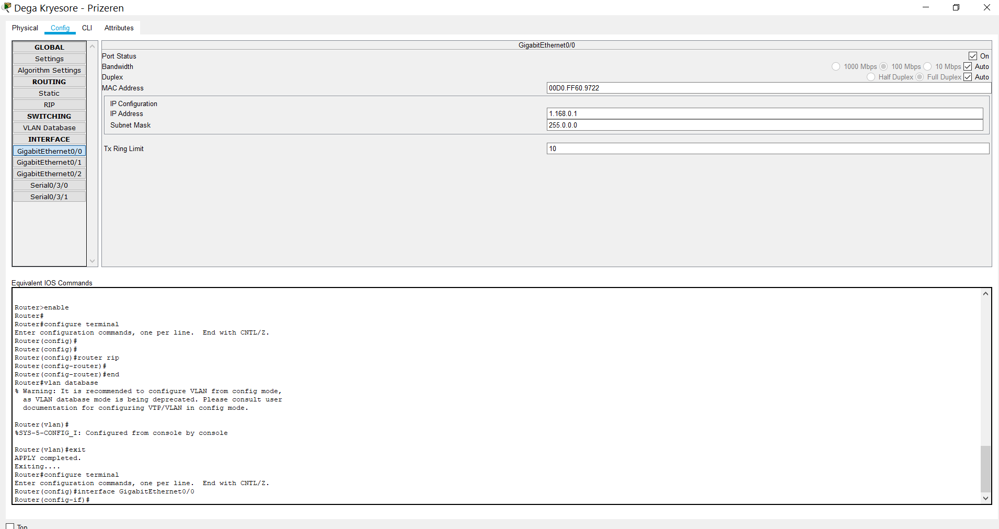 Dega Kryesore - Prizeren
Physical Config CLI Attributes
GLOBAL
Settings
Algorithm Settings
ROUTING
Static
RIP
SWITCHING
VLAN Database
INTERFACE
GigabitEthernet0/0
GigabitEthernet0/1
GigabitEthernet0/2
Serial0/3/0
Serial0/3/1
GigabitEthernet0/0
Port Status On
Bandwidth 1000 Mbps 100 Mbps 10 Mbps Auto
Duplex Half Duplex Full Duplex Auto
MAC Address 00D0.FF60.9722
IP Configuration
IP Address 1.168.0.1
Subnet Mask 255.0.0.0
Tx Ring Limit 10
Equivalent IOS Commands
Router>enable
Router#
Router#configure terminal
Enter configuration commands, one per line.  End with CNTL/Z.
Router(config)#
Router(config)#
Router(config)#router rip
Router(config-router)#
Router(config-router)#end
Router#vlan database
% Warning: It is recommended to configure VLAN from config mode,
as VLAN database mode is being deprecated. Please consult user
documentation for configuring VTP/VLAN in config mode.
Router(vlan)#
%SYS-5-CONFIG_I: Configured from console by console
Router(vlan)#exit
APPLY completed.
Exiting....
Router#configure terminal
Enter configuration commands, one per line.  End with CNTL/Z.
Router(config)#interface GigabitEthernet0/0
Router(config-if)#
Top